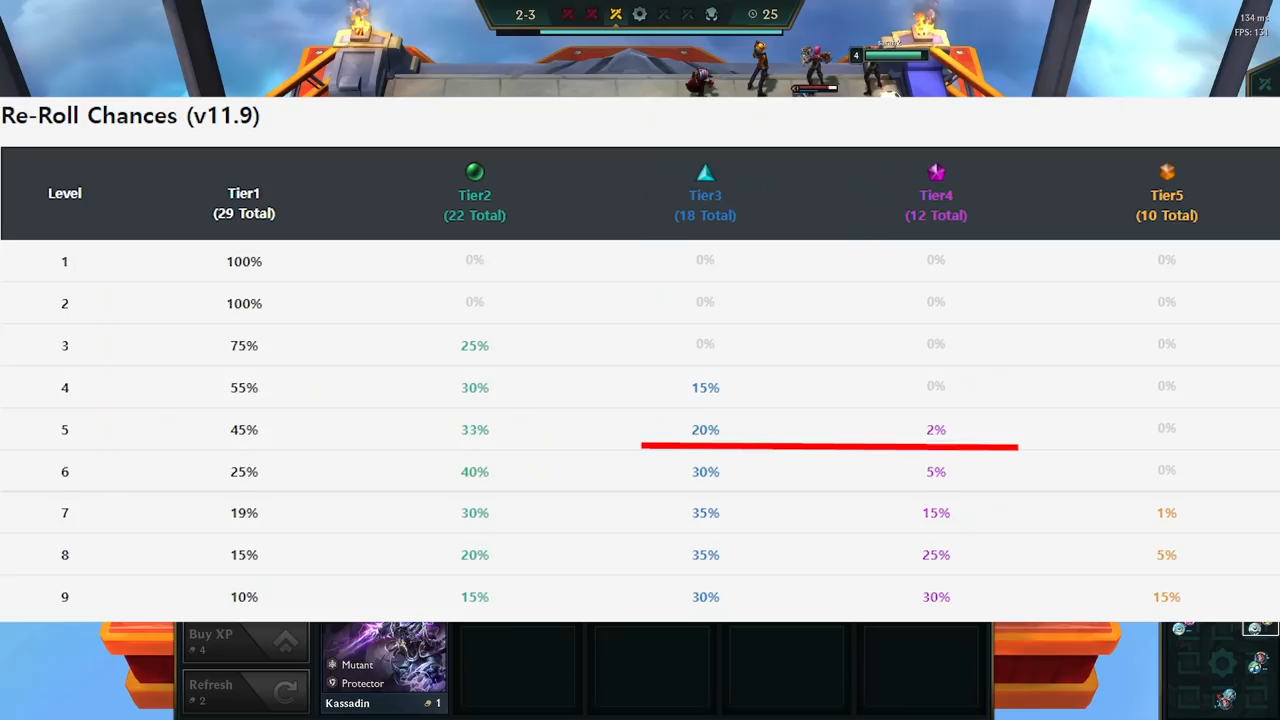 2-3
25
134 ms
FPS: 131
4
Re-Roll Chances (v11.9)
Level Tier1 Tier2 Tier3 Tier4 Tier5
(29 Total) (22 Total) (18 Total) (12 Total) (10 Total)
1 100% 0% 0% 0% 0%
2 100% 0% 0% 0% 0%
3 75% 25% 0% 0% 0%
4 55% 30% 15% 0% 0%
5 45% 33% 20% 2% 0%
6 25% 40% 30% 5% 0%
7 19% 30% 35% 15% 1%
8 15% 20% 35% 25% 5%
9 10% 15% 30% 30% 15%
Buy XP
4
Mutant
Protector
Refresh
2
Kassadin 1